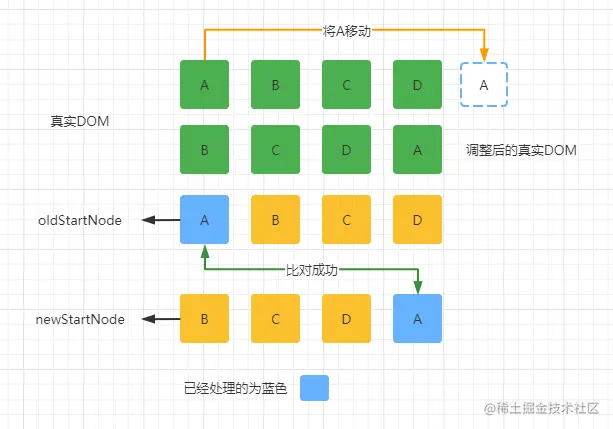 将A移动
A B C D A
真实DOM
B C D A
调整后的真实DOM
oldStartNode
A B C D
比对成功
newStartNode
B C D A
已经处理的为蓝色
@稀土掘金技术社区